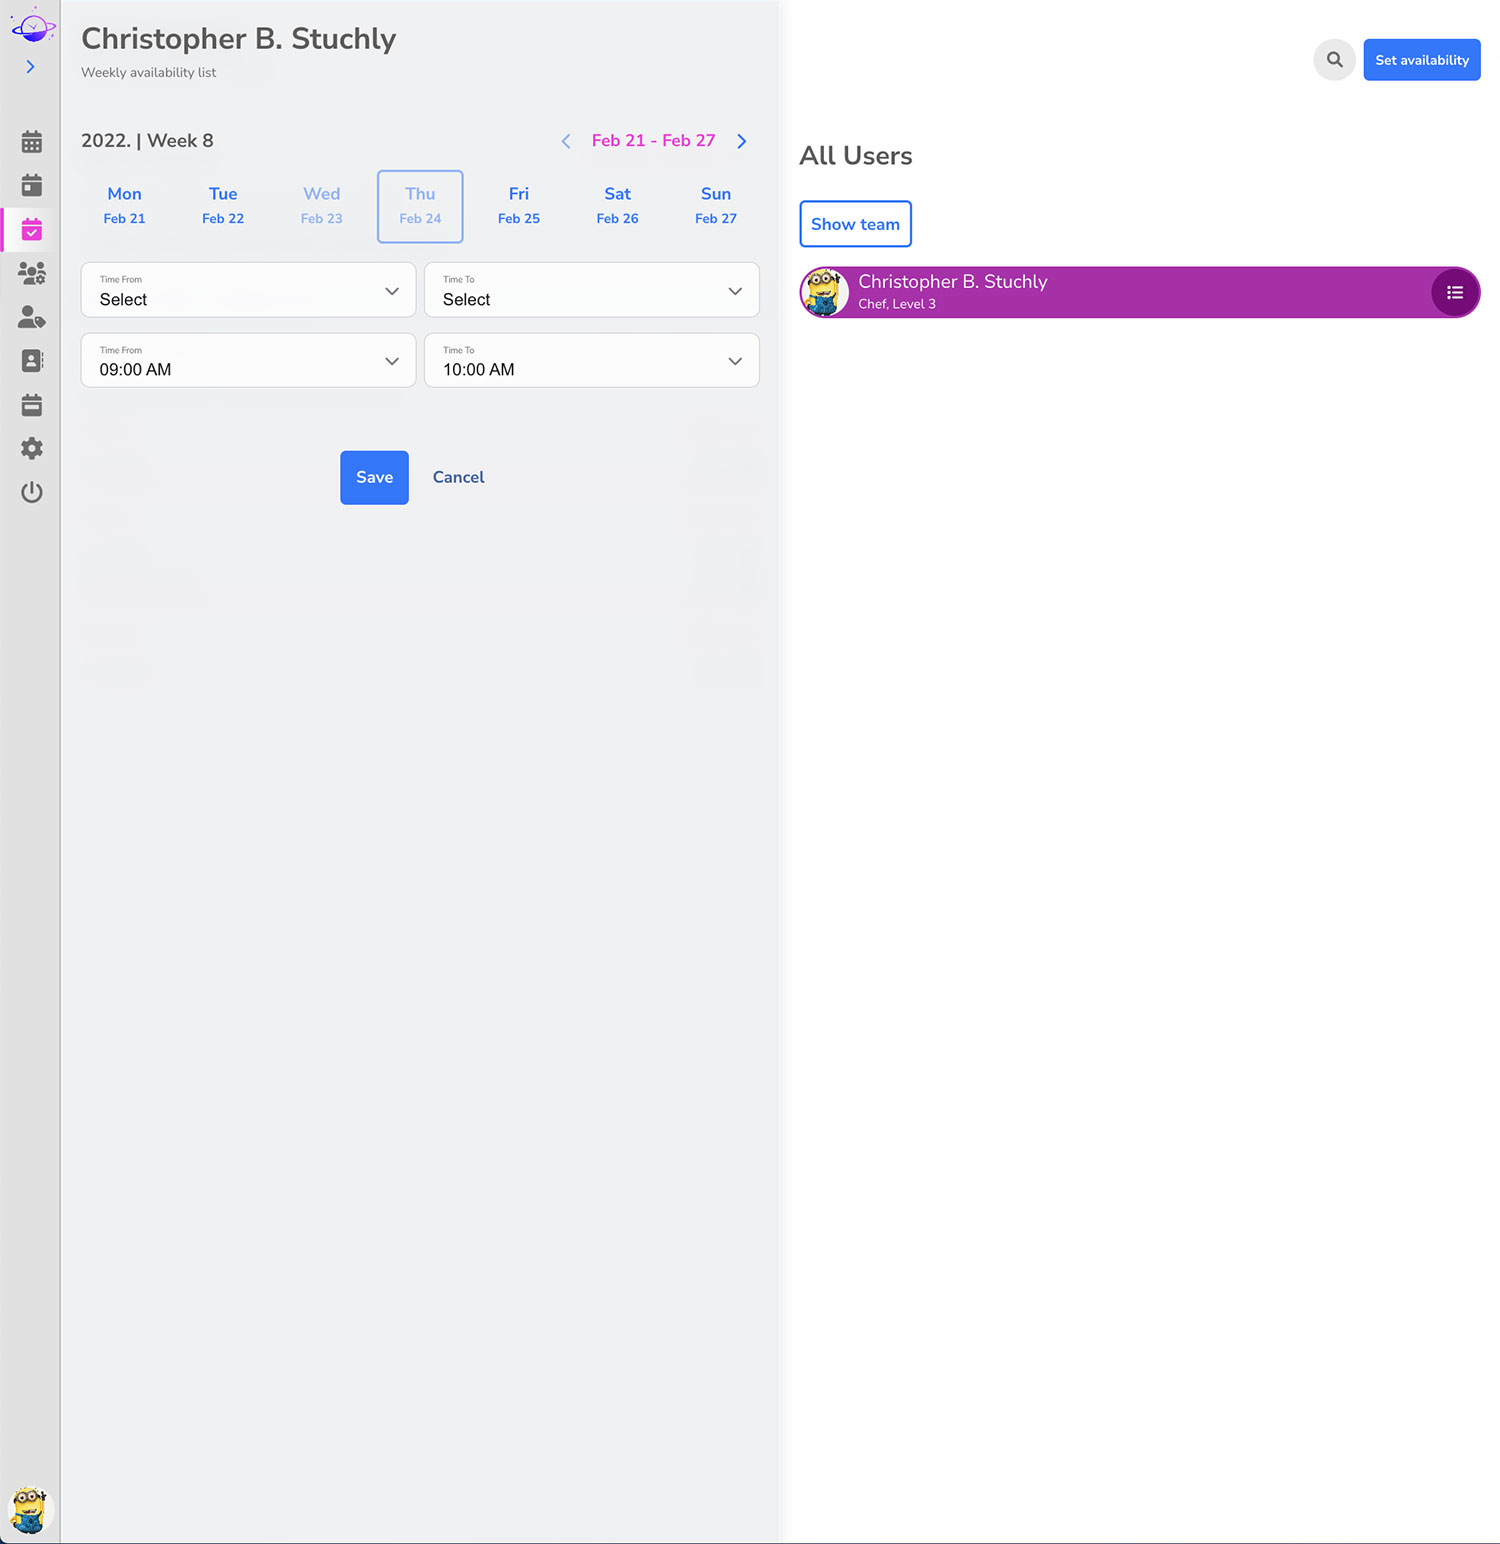 Christopher B. Stuchly
Weekly availability list
2022. | Week 8
Feb 21 - Feb 27
Mon Tue Wed Thu Fri Sat Sun
Feb 21 Feb 22 Feb 23 Feb 24 Feb 25 Feb 26 Feb 27
Time From Time To
Select Select
Time From Time To
09:00 AM 10:00 AM
Save Cancel
Set availability
All Users
Show team
Christopher B. Stuchly
Chef, Level 3